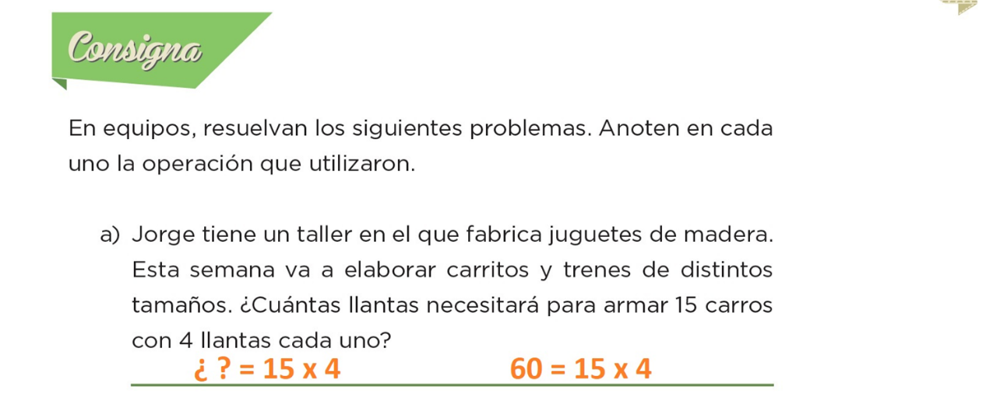 Consigna
En equipos, resuelvan los siguientes problemas. Anoten en cada
uno la operación que utilizaron.
a) Jorge tiene un taller en el que fabrica juguetes de madera.
Esta semana va a elaborar carritos y trenes de distintos
tamaños. ¿Cuántas llantas necesitará para armar 15 carros
con 4 llantas cada uno?
¿ ? = 15 x 4 60 = 15 x 4